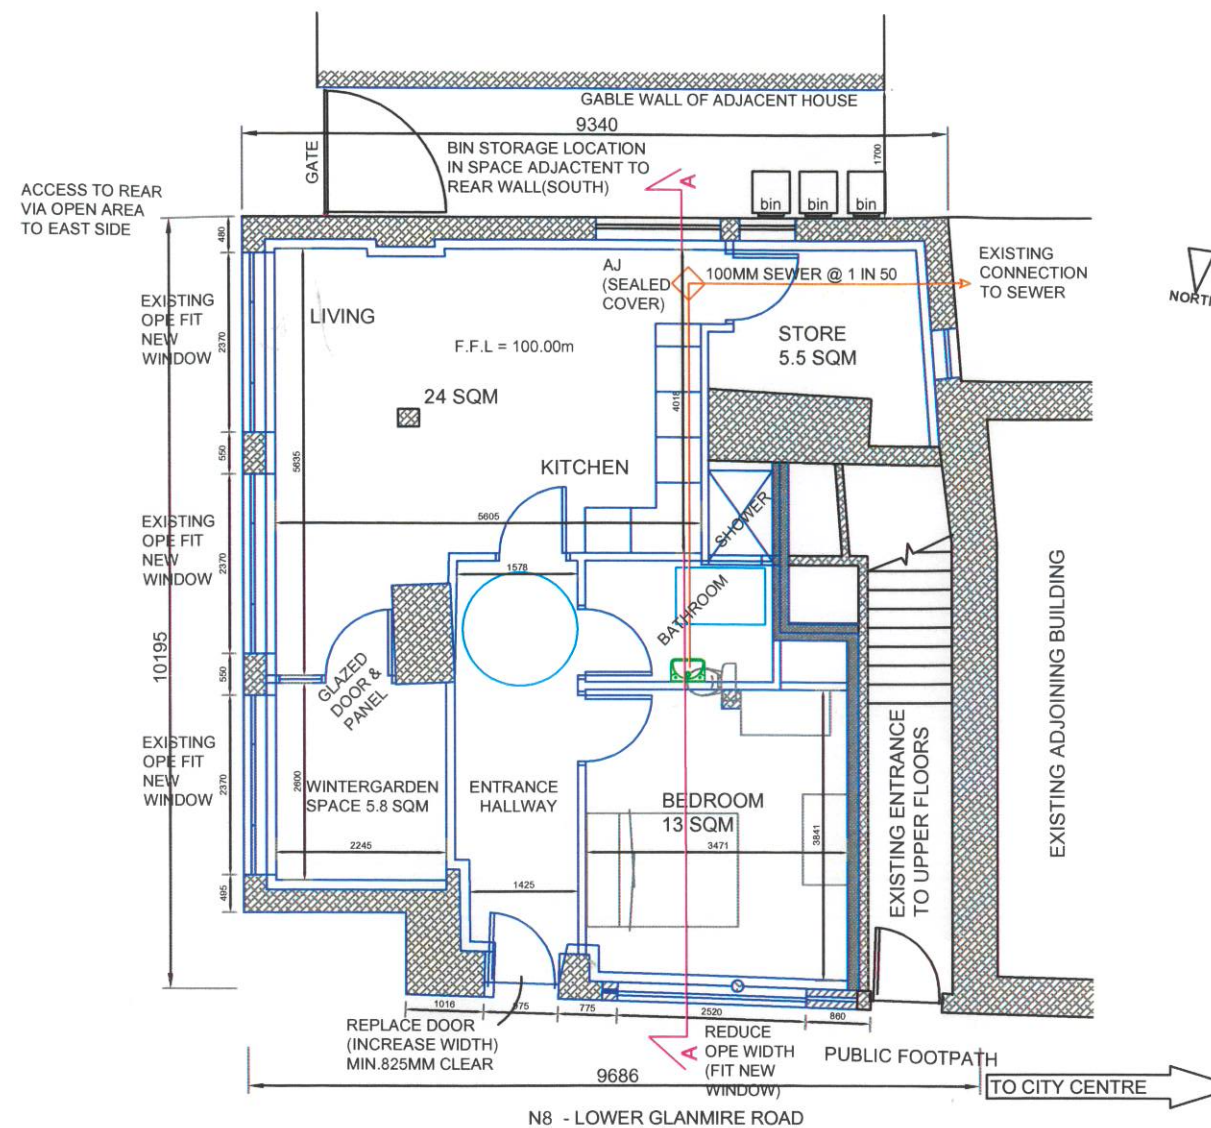 GABLE WALL OF ADJACENT HOUSE
9340
GATE
BIN STORAGE LOCATION
IN SPACE ADJACTENT TO
REAR WALL(SOUTH)
1700
A
bin
bin
bin
ACCESS TO REAR
VIA OPEN AREA
TO EAST SIDE
480
AJ
(SEALED
COVER)
100MM SEWER @ 1 IN 50
EXISTING
CONNECTION
TO SEWER
NORTH
EXISTING
OPE FIT
NEW
WINDOW
2370
LIVING
F.F.L = 100.00m
STORE
5.5 SQM
24 SQM
4018
550
5635
KITCHEN
5605
EXISTING
OPE FIT
NEW
WINDOW
2370
SHOWER
1578
BATHROOM
10195
550
GLAZED
DOOR &
PANEL
EXISTING
OPE FIT
NEW
WINDOW
2370
2600
WINTERGARDEN
SPACE 5.8 SQM
ENTRANCE
HALLWAY
BEDROOM
13 SQM
3841
2245
3471
1425
495
EXISTING ENTRANCE
TO UPPER FLOORS
EXISTING ADJOINING BUILDING
1016
975
775
2520
860
REPLACE DOOR
(INCREASE WIDTH)
MIN.825MM CLEAR
A
REDUCE
OPE WIDTH
(FIT NEW
WINDOW)
PUBLIC FOOTPATH
9686
TO CITY CENTRE
N8 - LOWER GLANMIRE ROAD